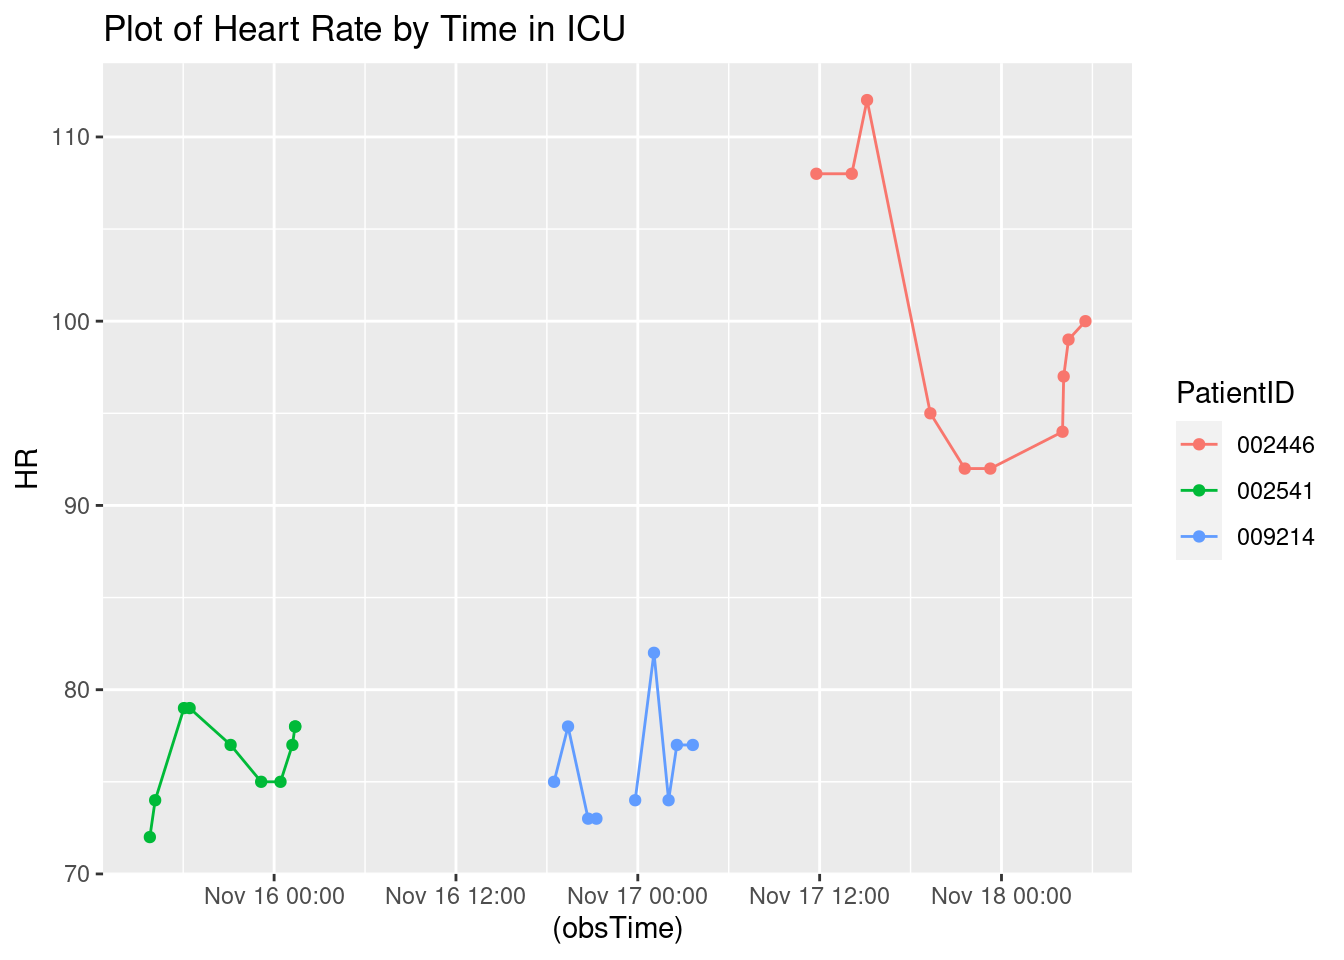 Plot of Heart Rate by Time in ICU
110
100
90
80
70
HR
Nov 16 00:00
Nov 16 12:00
Nov 17 00:00
Nov 17 12:00
Nov 18 00:00
(obsTime)
PatientID
002446
002541
009214